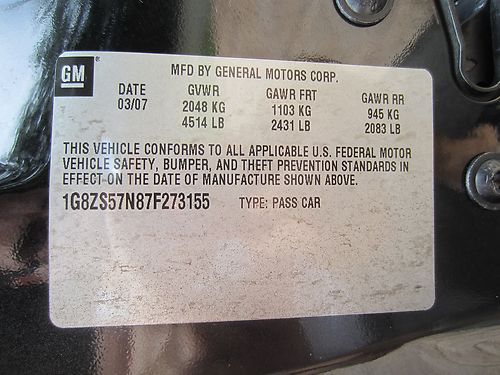 GM ®
MFD BY GENERAL MOTORS CORP.
DATE GVWR GAWR FRT GAWR RR
03/07 2048 KG 1103 KG 945 KG
4514 LB 2431 LB 2083 LB
THIS VEHICLE CONFORMS TO ALL APPLICABLE U.S. FEDERAL MOTOR
VEHICLE SAFETY, BUMPER, AND THEFT PREVENTION STANDARDS IN
EFFECT ON THE DATE OF MANUFACTURE SHOWN ABOVE.
1G8ZS57N87F273155 TYPE: PASS CAR